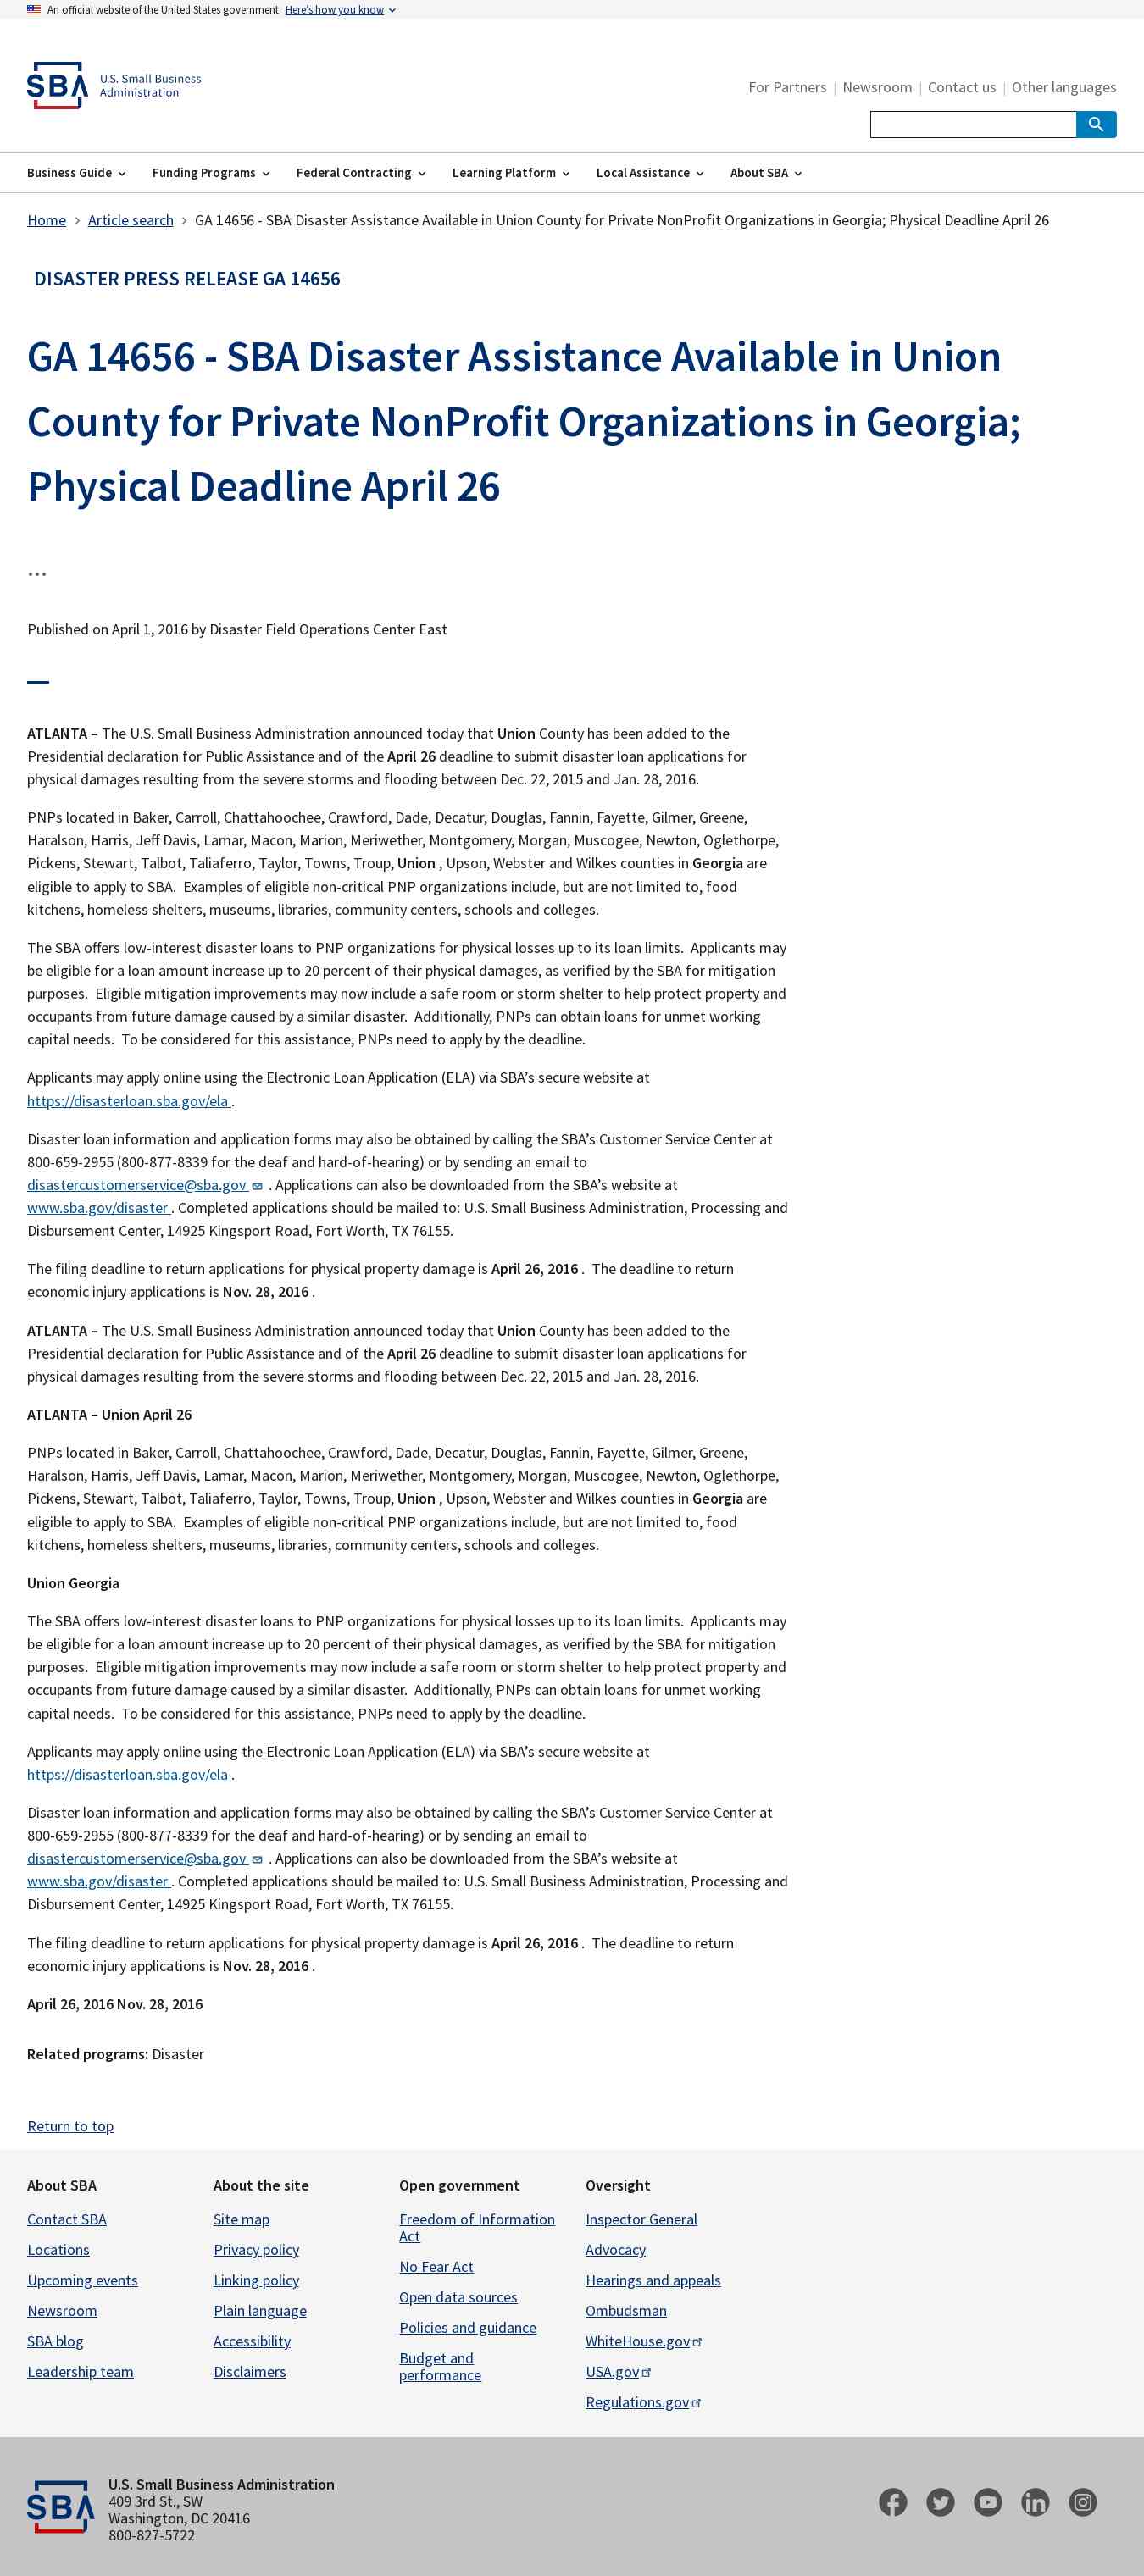 An official website of the United States government Here's how you know
SBA
U.S. Small Business
Administration
For Partners | Newsroom | Contact us | Other languages
Business Guide Funding Programs Federal Contracting Learning Platform Local Assistance About SBA
Home > Article search > GA 14656 - SBA Disaster Assistance Available in Union County for Private NonProfit Organizations in Georgia; Physical Deadline April 26
DISASTER PRESS RELEASE GA 14656
GA 14656 - SBA Disaster Assistance Available in Union
County for Private NonProfit Organizations in Georgia;
Physical Deadline April 26
...
Published on April 1, 2016 by Disaster Field Operations Center East
ATLANTA – The U.S. Small Business Administration announced today that Union County has been added to the
Presidential declaration for Public Assistance and of the April 26 deadline to submit disaster loan applications for
physical damages resulting from the severe storms and flooding between Dec. 22, 2015 and Jan. 28, 2016.
PNPs located in Baker, Carroll, Chattahoochee, Crawford, Dade, Decatur, Douglas, Fannin, Fayette, Gilmer, Greene,
Haralson, Harris, Jeff Davis, Lamar, Macon, Marion, Meriwether, Montgomery, Morgan, Muscogee, Newton, Oglethorpe,
Pickens, Stewart, Talbot, Taliaferro, Taylor, Towns, Troup, Union , Upson, Webster and Wilkes counties in Georgia are
eligible to apply to SBA.  Examples of eligible non-critical PNP organizations include, but are not limited to, food
kitchens, homeless shelters, museums, libraries, community centers, schools and colleges.
The SBA offers low-interest disaster loans to PNP organizations for physical losses up to its loan limits.  Applicants may
be eligible for a loan amount increase up to 20 percent of their physical damages, as verified by the SBA for mitigation
purposes.  Eligible mitigation improvements may now include a safe room or storm shelter to help protect property and
occupants from future damage caused by a similar disaster.  Additionally, PNPs can obtain loans for unmet working
capital needs.  To be considered for this assistance, PNPs need to apply by the deadline.
Applicants may apply online using the Electronic Loan Application (ELA) via SBA’s secure website at
https://disasterloan.sba.gov/ela .
Disaster loan information and application forms may also be obtained by calling the SBA’s Customer Service Center at
800-659-2955 (800-877-8339 for the deaf and hard-of-hearing) or by sending an email to
disastercustomerservice@sba.gov . Applications can also be downloaded from the SBA’s website at
www.sba.gov/disaster . Completed applications should be mailed to: U.S. Small Business Administration, Processing and
Disbursement Center, 14925 Kingsport Road, Fort Worth, TX 76155.
The filing deadline to return applications for physical property damage is April 26, 2016 .  The deadline to return
economic injury applications is Nov. 28, 2016 .
ATLANTA – The U.S. Small Business Administration announced today that Union County has been added to the
Presidential declaration for Public Assistance and of the April 26 deadline to submit disaster loan applications for
physical damages resulting from the severe storms and flooding between Dec. 22, 2015 and Jan. 28, 2016.
ATLANTA – Union April 26
PNPs located in Baker, Carroll, Chattahoochee, Crawford, Dade, Decatur, Douglas, Fannin, Fayette, Gilmer, Greene,
Haralson, Harris, Jeff Davis, Lamar, Macon, Marion, Meriwether, Montgomery, Morgan, Muscogee, Newton, Oglethorpe,
Pickens, Stewart, Talbot, Taliaferro, Taylor, Towns, Troup, Union , Upson, Webster and Wilkes counties in Georgia are
eligible to apply to SBA.  Examples of eligible non-critical PNP organizations include, but are not limited to, food
kitchens, homeless shelters, museums, libraries, community centers, schools and colleges.
Union Georgia
The SBA offers low-interest disaster loans to PNP organizations for physical losses up to its loan limits.  Applicants may
be eligible for a loan amount increase up to 20 percent of their physical damages, as verified by the SBA for mitigation
purposes.  Eligible mitigation improvements may now include a safe room or storm shelter to help protect property and
occupants from future damage caused by a similar disaster.  Additionally, PNPs can obtain loans for unmet working
capital needs.  To be considered for this assistance, PNPs need to apply by the deadline.
Applicants may apply online using the Electronic Loan Application (ELA) via SBA’s secure website at
https://disasterloan.sba.gov/ela .
Disaster loan information and application forms may also be obtained by calling the SBA’s Customer Service Center at
800-659-2955 (800-877-8339 for the deaf and hard-of-hearing) or by sending an email to
disastercustomerservice@sba.gov . Applications can also be downloaded from the SBA’s website at
www.sba.gov/disaster . Completed applications should be mailed to: U.S. Small Business Administration, Processing and
Disbursement Center, 14925 Kingsport Road, Fort Worth, TX 76155.
The filing deadline to return applications for physical property damage is April 26, 2016 .  The deadline to return
economic injury applications is Nov. 28, 2016 .
April 26, 2016 Nov. 28, 2016
Related programs: Disaster
Return to top
About SBA
Contact SBA
Locations
Upcoming events
Newsroom
SBA blog
Leadership team
About the site
Site map
Privacy policy
Linking policy
Plain language
Accessibility
Disclaimers
Open government
Freedom of Information
Act
No Fear Act
Open data sources
Policies and guidance
Budget and
performance
Oversight
Inspector General
Advocacy
Hearings and appeals
Ombudsman
WhiteHouse.gov
USA.gov
Regulations.gov
SBA
U.S. Small Business Administration
409 3rd St., SW
Washington, DC 20416
800-827-5722